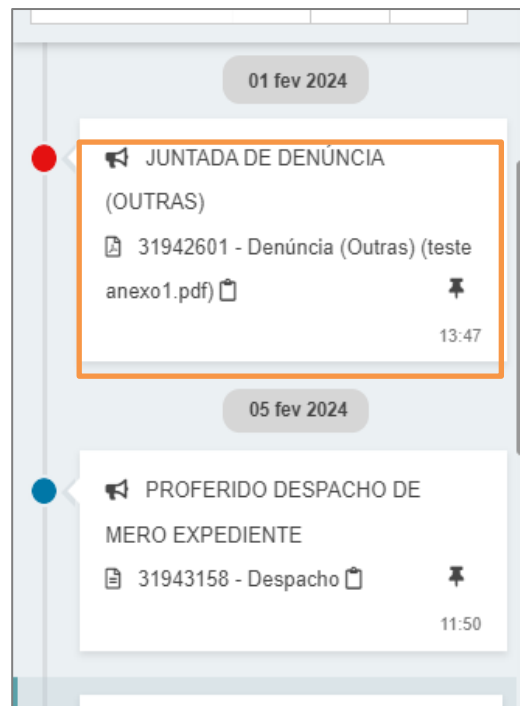 01 fev 2024
JUNTADA DE DENÚNCIA
(OUTRAS)
31942601 - Denúncia (Outras) (teste
anexo1.pdf)
13:47
05 fev 2024
PROFERIDO DESPACHO DE
MERO EXPEDIENTE
31943158 - Despacho
11:50